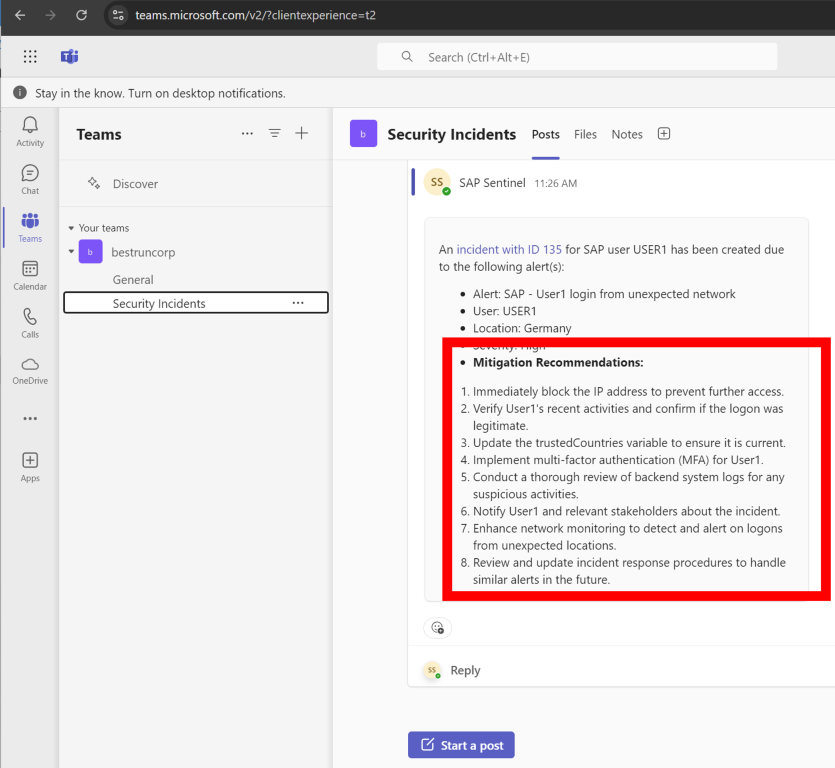 teams.microsoft.com/v2/?clientexperience=t2
Search (Ctrl+Alt+E)
Stay in the know. Turn on desktop notifications.
Activity
Chat
Teams
Calendar
Calls
OneDrive
Apps
Teams
Discover
Your teams
b bestruncorp
General
Security Incidents
b Security Incidents Posts Files Notes
SS SAP Sentinel 11:26 AM
An incident with ID 135 for SAP user USER1 has been created due
to the following alert(s):
• Alert: SAP - User1 login from unexpected network
• User: USER1
• Location: Germany
• Severity: High
• Mitigation Recommendations:
1. Immediately block the IP address to prevent further access.
2. Verify User1's recent activities and confirm if the logon was
legitimate.
3. Update the trustedCountries variable to ensure it is current.
4. Implement multi-factor authentication (MFA) for User1.
5. Conduct a thorough review of backend system logs for any
suspicious activities.
6. Notify User1 and relevant stakeholders about the incident.
7. Enhance network monitoring to detect and alert on logons
from unexpected locations.
8. Review and update incident response procedures to handle
similar alerts in the future.
SS Reply
Start a post